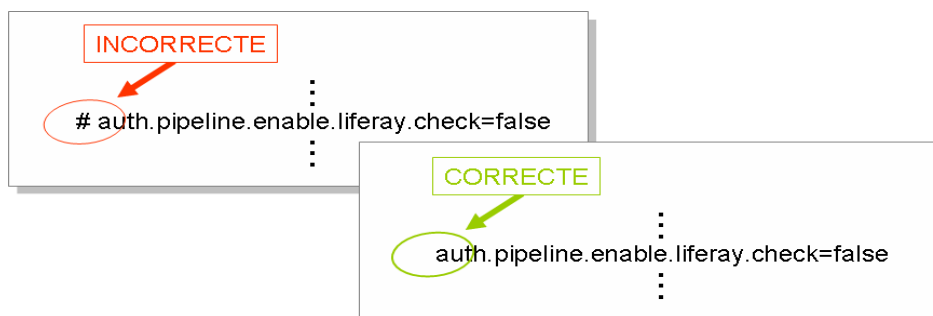 INCORRECTE
# auth.pipeline.enable.liferay.check=false
CORRECTE
auth.pipeline.enable.liferay.check=false